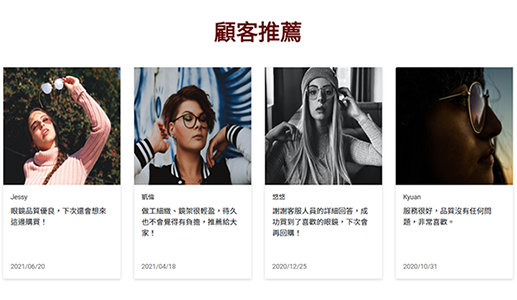 顧客推薦
Jessy
眼鏡品質優良，下次還會想來
這邊購買！
2021/06/20
凱倫
做工細緻、鏡架很輕盈，待久
也不會覺得有負擔，推薦給大
家！
2021/04/18
悠悠
謝謝客服人員的詳細回答，成
功買到了喜歡的眼鏡，下次會
再回購！
2020/12/25
Kyuan
服務很好，品質沒有任何問
題，非常喜歡。
2020/10/31